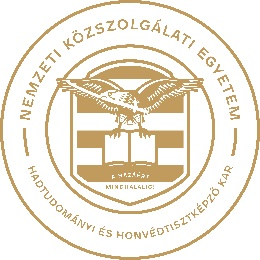 NEMZETI KÖZSZOLGÁLATI EGYETEM
A HAZÁÉRT
MINDHALÁLIG!
HADTUDOMÁNYI ÉS HONVÉDTISZTKÉPZŐ KAR